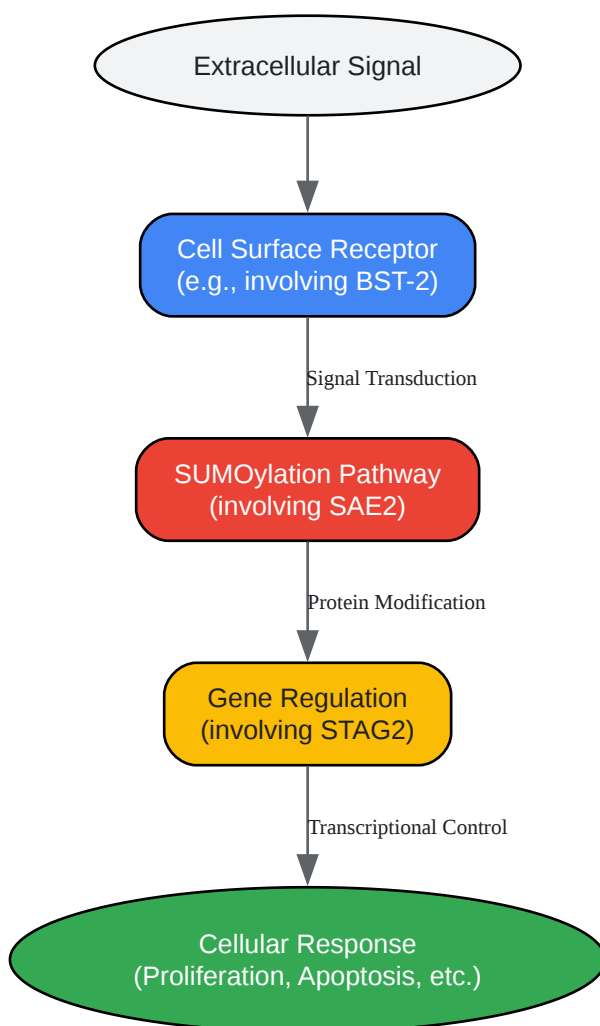 Extracellular Signal
Cell Surface Receptor
(e.g., involving BST-2)
Signal Transduction
SUMOylation Pathway
(involving SAE2)
Protein Modification
Gene Regulation
(involving STAG2)
Transcriptional Control
Cellular Response
(Proliferation, Apoptosis, etc.)